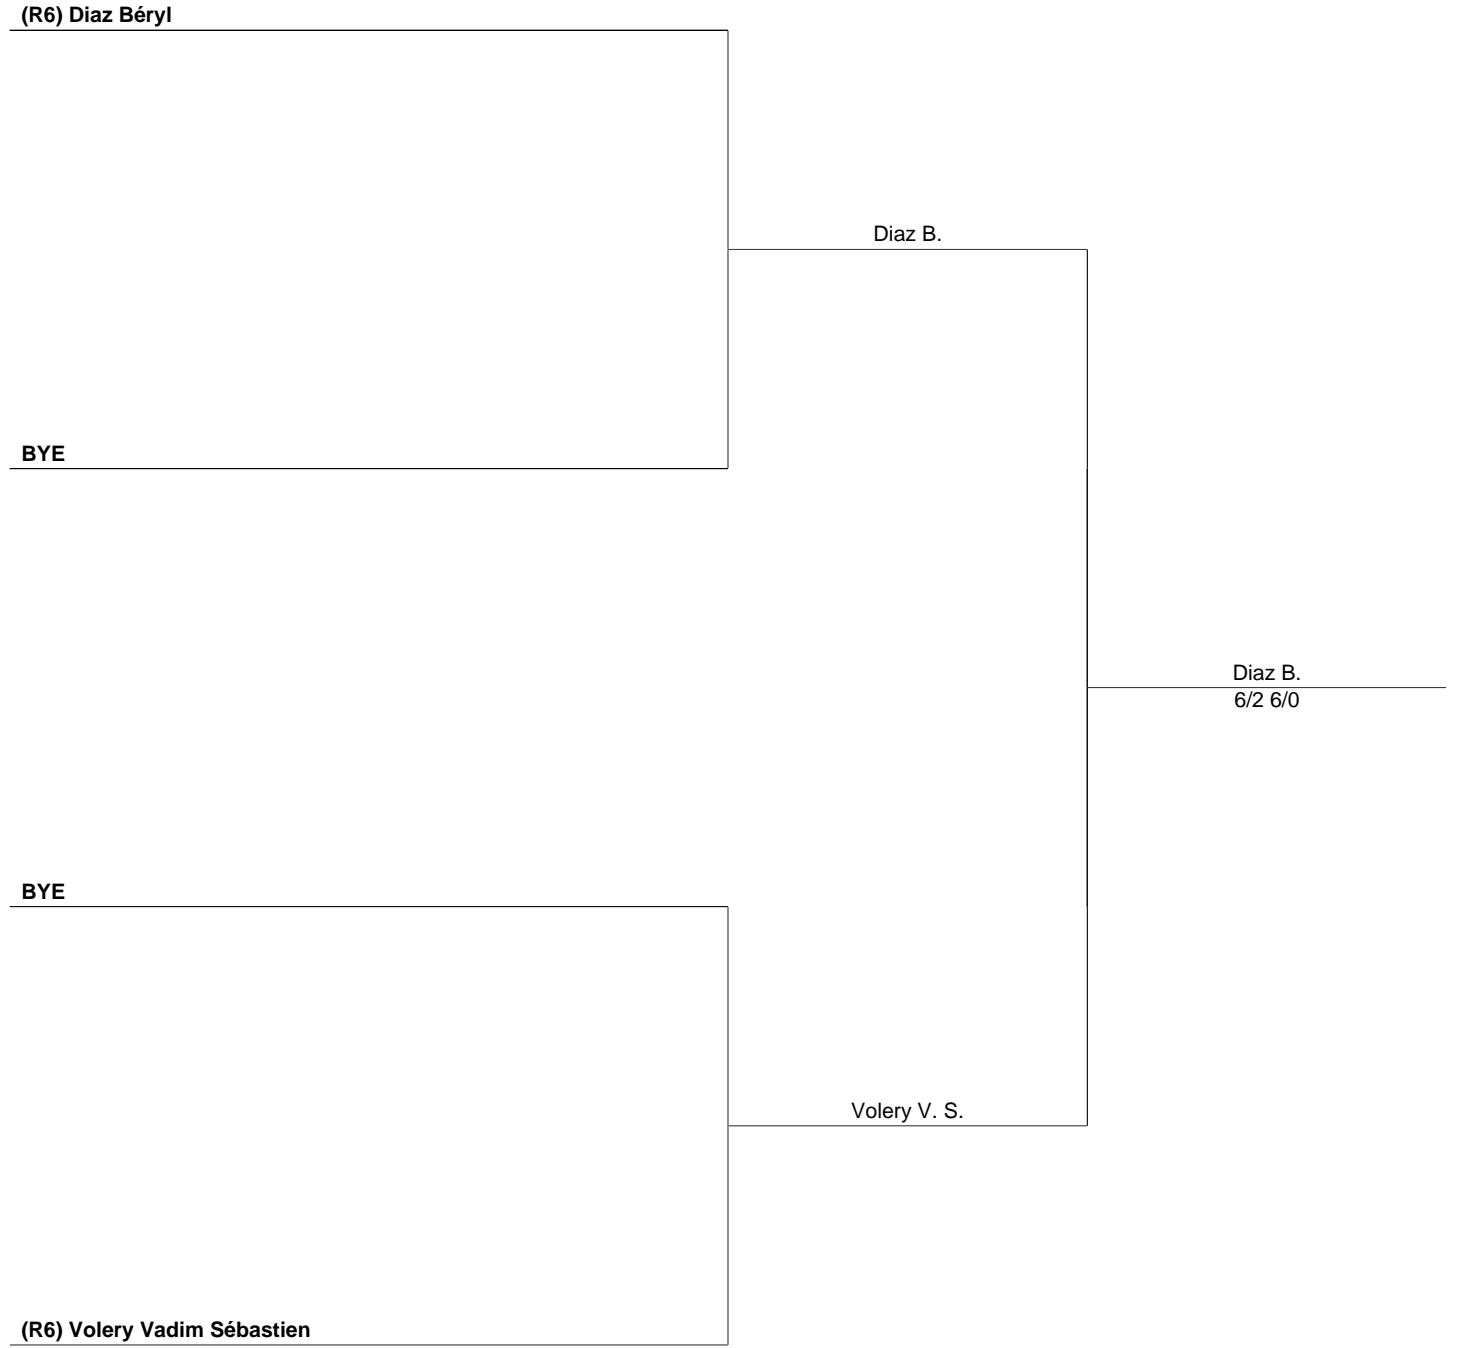 (R6) Diaz Béryl
Diaz B.
BYE
Diaz B.
6/2 6/0
BYE
Volery V. S.
(R6) Volery Vadim Sébastien